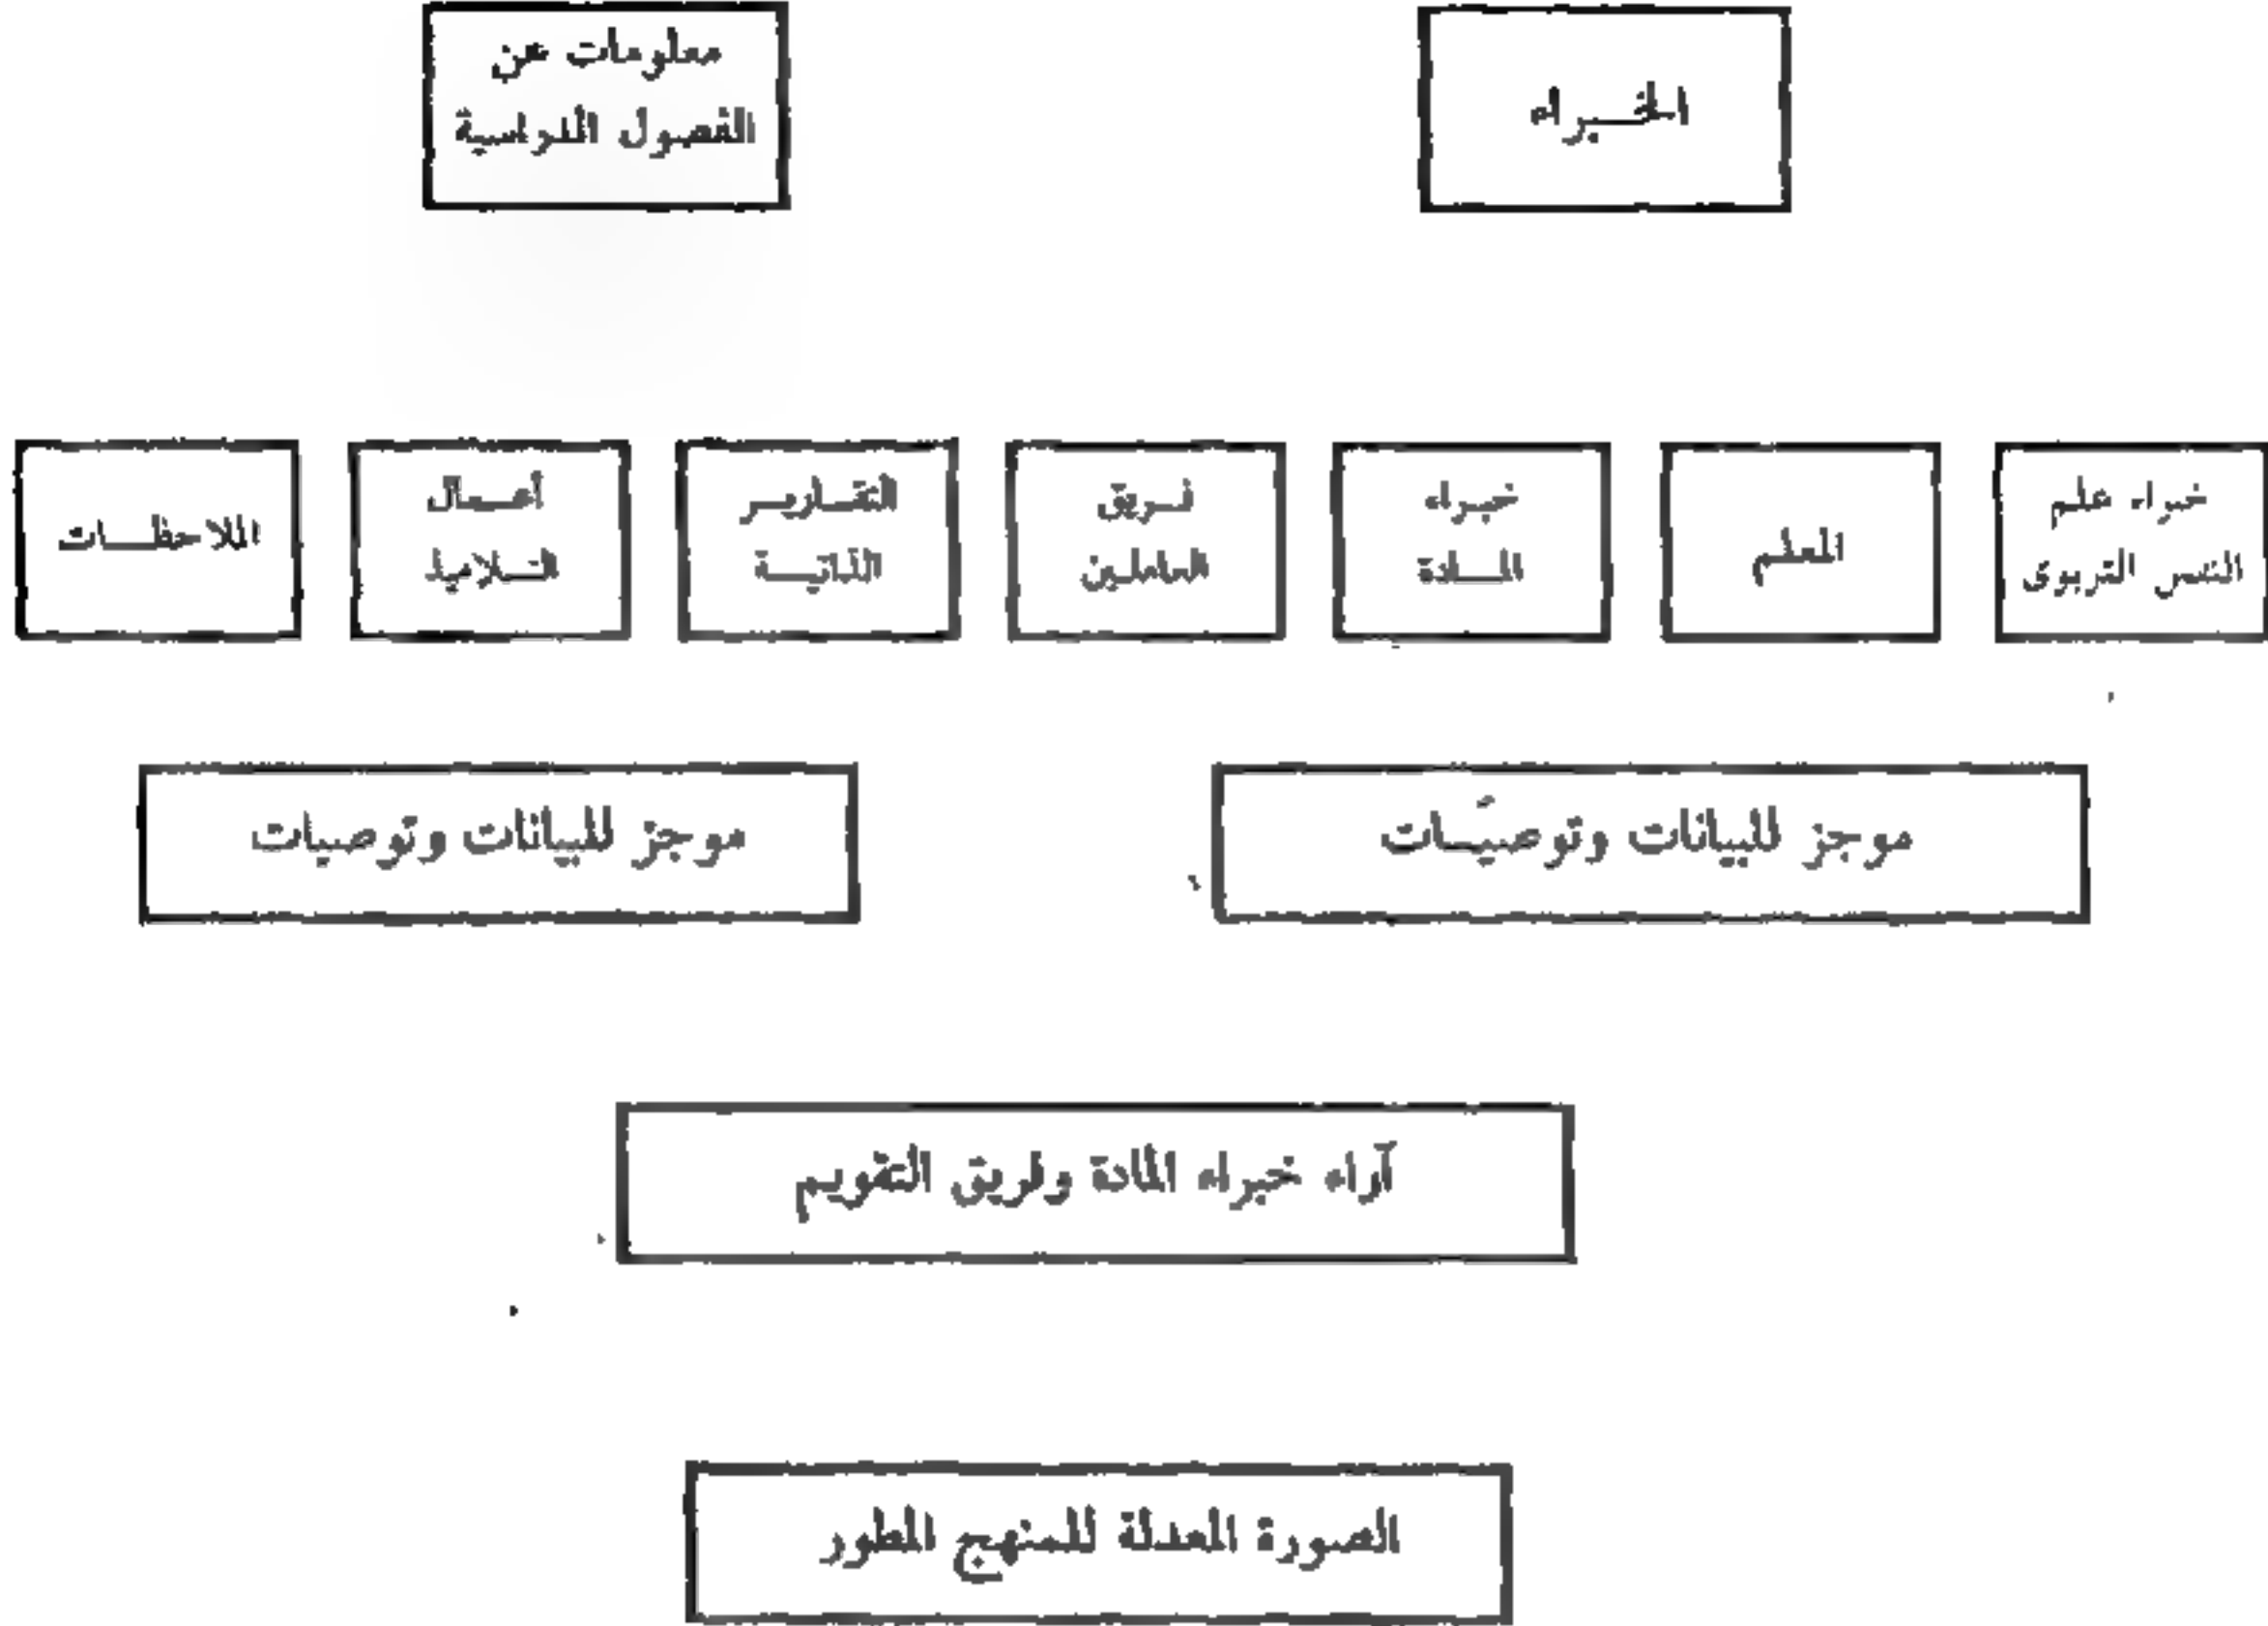 الخبراء
معلومات عن
الفصول الدراسية
خبراء علم
النفس التربوى
المعلم
خبراء
المادة
فريق
العاملين
التقارير
الذاتية
أعمال
التلاميذ
الملاحظات
موجز للبيانات وتوصيات
موجز للبيانات وتوصيات
آراء خبراء المادة وفريق التقويم
الصورة المعدلة للمنهج المطور